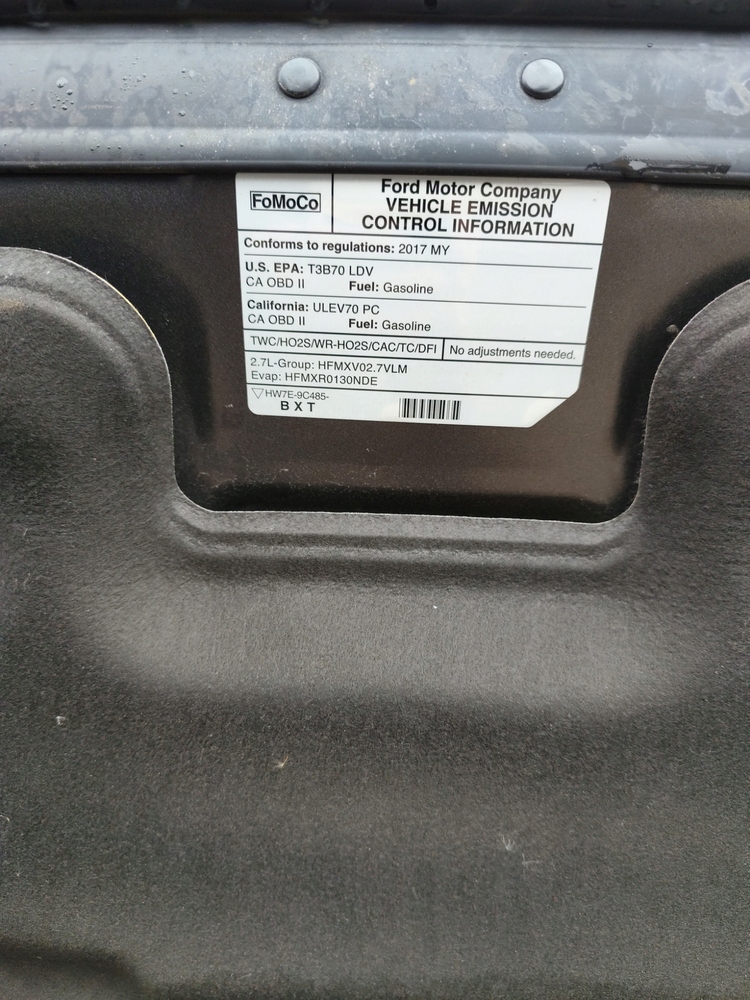 FoMoCo
Ford Motor Company
VEHICLE EMISSION
CONTROL INFORMATION
Conforms to regulations: 2017 MY
U.S. EPA: T3B70 LDV
CA OBD II Fuel: Gasoline
California: ULEV70 PC
CA OBD II Fuel: Gasoline
TWC/HO2S/WR-HO2S/CAC/TC/DFI No adjustments needed.
2.7L-Group: HFMXV02.7VLM
Evap: HFMXR0130NDE
HW7E-9C485-
BXT